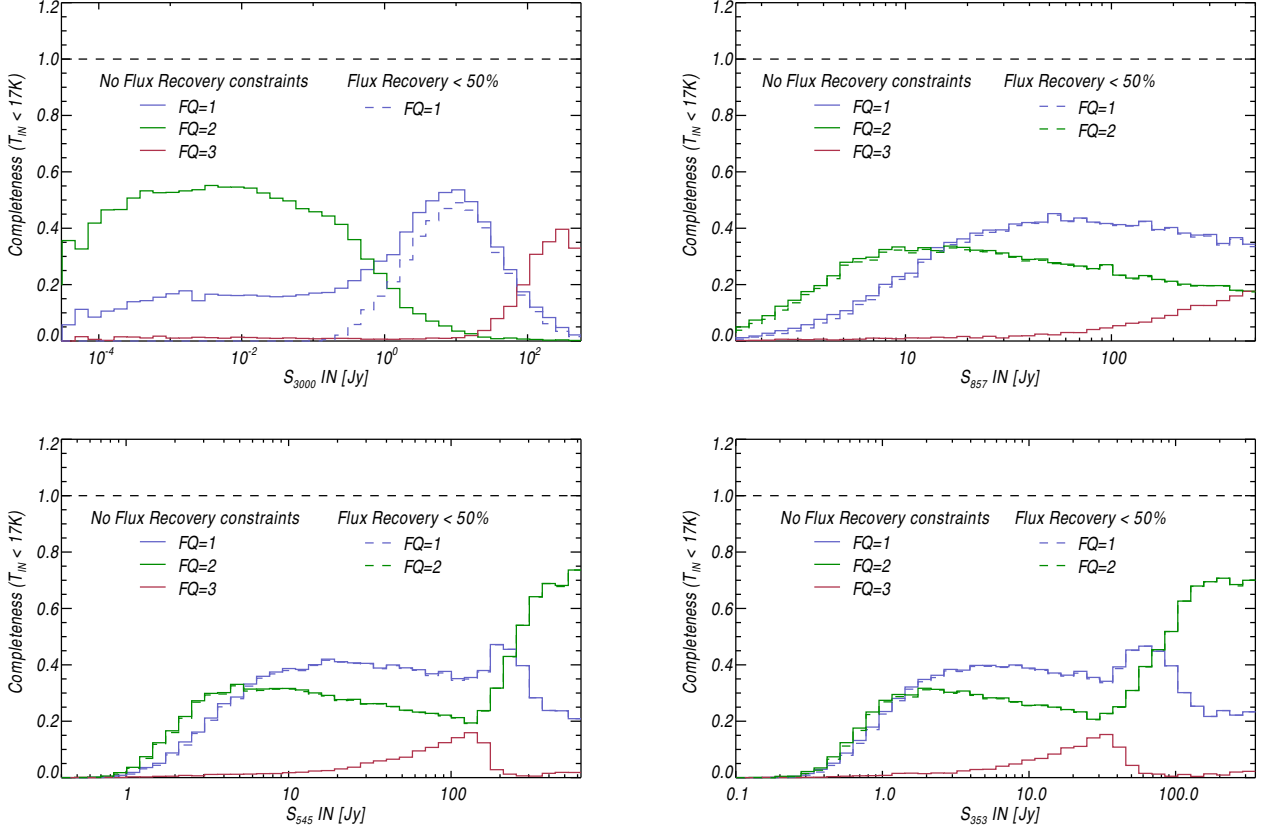 1.2
1.0
0.8
0.6
0.4
0.2
0.0
Completeness (T_IN < 17K)
No Flux Recovery constraints
FQ=1
FQ=2
FQ=3
Flux Recovery < 50%
FQ=1
10^-4
10^-2
10^0
10^2
S_3000 IN [Jy]
1.2
1.0
0.8
0.6
0.4
0.2
0.0
Completeness (T_IN < 17K)
No Flux Recovery constraints
FQ=1
FQ=2
FQ=3
Flux Recovery < 50%
FQ=1
FQ=2
10
100
S_857 IN [Jy]
1.2
1.0
0.8
0.6
0.4
0.2
0.0
Completeness (T_IN < 17K)
No Flux Recovery constraints
FQ=1
FQ=2
FQ=3
Flux Recovery < 50%
FQ=1
FQ=2
1
10
100
S_545 IN [Jy]
1.2
1.0
0.8
0.6
0.4
0.2
0.0
Completeness (T_IN < 17K)
No Flux Recovery constraints
FQ=1
FQ=2
FQ=3
Flux Recovery < 50%
FQ=1
FQ=2
0.1
1.0
10.0
100.0
S_353 IN [Jy]